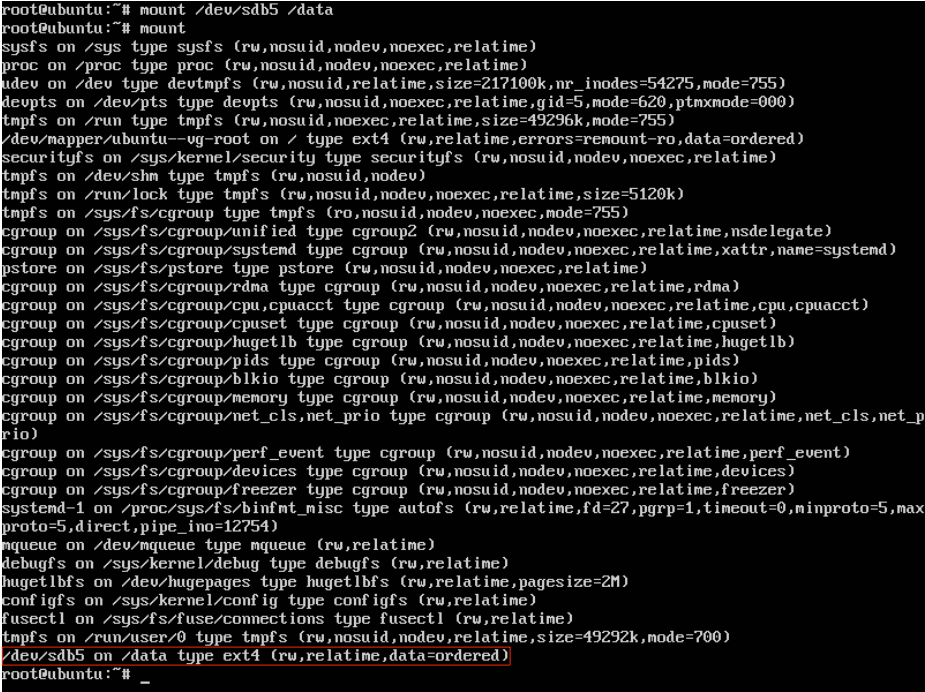 root@ubuntu:~# mount /dev/sdb5 /data
root@ubuntu:~# mount
sysfs on /sys type sysfs (rw,nosuid,nodev,noexec,relatime)
proc on /proc type proc (rw,nosuid,nodev,noexec,relatime)
udev on /dev type devtmpfs (rw,nosuid,relatime,size=217100k,nr_inodes=54275,mode=755)
devpts on /dev/pts type devpts (rw,nosuid,noexec,relatime,gid=5,mode=620,ptmxmode=000)
tmpfs on /run type tmpfs (rw,nosuid,noexec,relatime,size=49296k,mode=755)
/dev/mapper/ubuntu--vg-root on / type ext4 (rw,relatime,errors=remount-ro,data=ordered)
securityfs on /sys/kernel/security type securityfs (rw,nosuid,nodev,noexec,relatime)
tmpfs on /dev/shm type tmpfs (rw,nosuid,nodev)
tmpfs on /run/lock type tmpfs (rw,nosuid,nodev,noexec,relatime,size=5120k)
tmpfs on /sys/fs/cgroup type tmpfs (ro,nosuid,nodev,noexec,mode=755)
cgroup on /sys/fs/cgroup/unified type cgroup2 (rw,nosuid,nodev,noexec,relatime,nsdelegate)
cgroup on /sys/fs/cgroup/systemd type cgroup (rw,nosuid,nodev,noexec,relatime,xattr,name=systemd)
pstore on /sys/fs/pstore type pstore (rw,nosuid,nodev,noexec,relatime)
cgroup on /sys/fs/cgroup/rdma type cgroup (rw,nosuid,nodev,noexec,relatime,rdma)
cgroup on /sys/fs/cgroup/cpu,cpuacct type cgroup (rw,nosuid,nodev,noexec,relatime,cpu,cpuacct)
cgroup on /sys/fs/cgroup/cpuset type cgroup (rw,nosuid,nodev,noexec,relatime,cpuset)
cgroup on /sys/fs/cgroup/hugetlb type cgroup (rw,nosuid,nodev,noexec,relatime,hugetlb)
cgroup on /sys/fs/cgroup/pids type cgroup (rw,nosuid,nodev,noexec,relatime,pids)
cgroup on /sys/fs/cgroup/blkio type cgroup (rw,nosuid,nodev,noexec,relatime,blkio)
cgroup on /sys/fs/cgroup/memory type cgroup (rw,nosuid,nodev,noexec,relatime,memory)
cgroup on /sys/fs/cgroup/net_cls,net_prio type cgroup (rw,nosuid,nodev,noexec,relatime,net_cls,net_p
rio)
cgroup on /sys/fs/cgroup/perf_event type cgroup (rw,nosuid,nodev,noexec,relatime,perf_event)
cgroup on /sys/fs/cgroup/devices type cgroup (rw,nosuid,nodev,noexec,relatime,devices)
cgroup on /sys/fs/cgroup/freezer type cgroup (rw,nosuid,nodev,noexec,relatime,freezer)
systemd-1 on /proc/sys/fs/binfmt_misc type autofs (rw,relatime,fd=27,pgrp=1,timeout=0,minproto=5,max
proto=5,direct,pipe_ino=12754)
mqueue on /dev/mqueue type mqueue (rw,relatime)
debugfs on /sys/kernel/debug type debugfs (rw,relatime)
hugetlbfs on /dev/hugepages type hugetlbfs (rw,relatime,pagesize=2M)
configfs on /sys/kernel/config type configfs (rw,relatime)
fusectl on /sys/fs/fuse/connections type fusectl (rw,relatime)
tmpfs on /run/user/0 type tmpfs (rw,nosuid,nodev,relatime,size=49292k,mode=700)
/dev/sdb5 on /data type ext4 (rw,relatime,data=ordered)
root@ubuntu:~# _